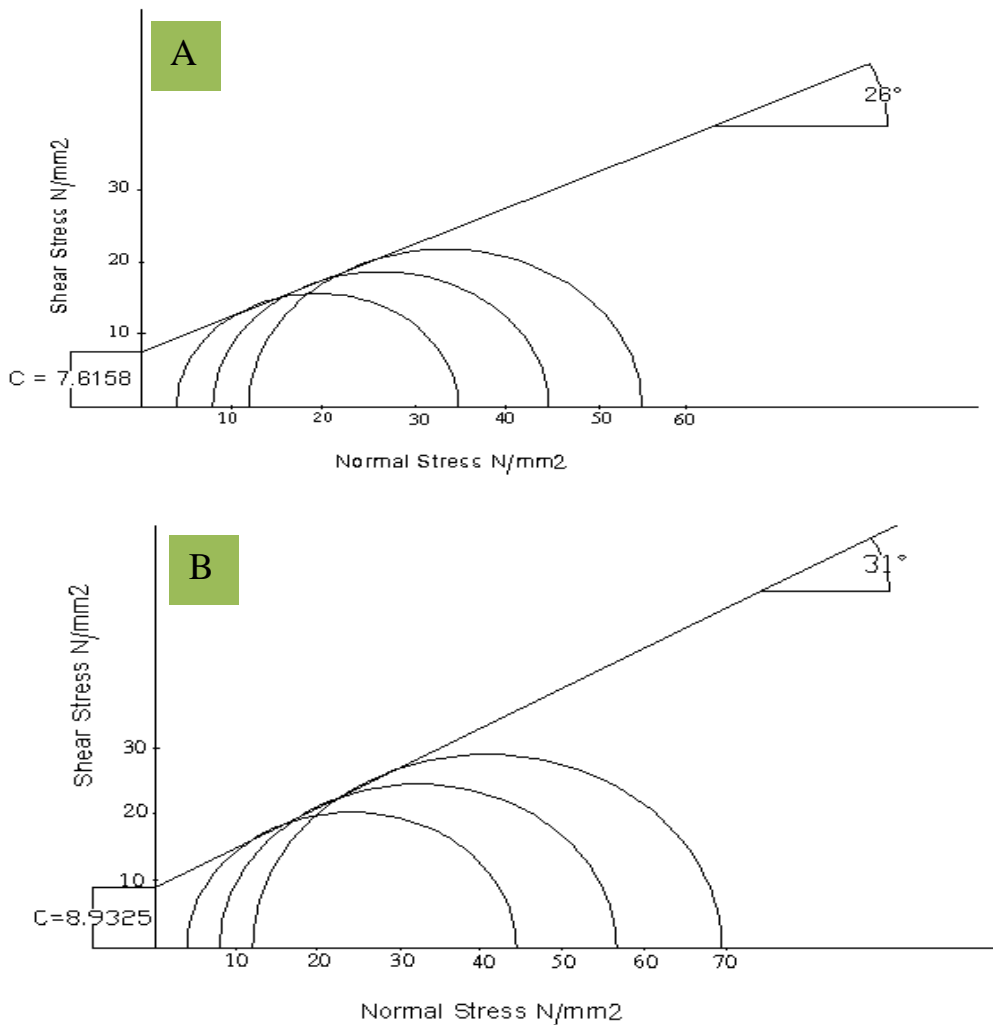 A
26°
Shear Stress N/mm2
30
20
10
C = 7.6158
10 20 30 40 50 60
Normal Stress N/mm2
B
31°
Shear Stress N/mm2
30
20
10
C=8.9325
10 20 30 40 50 60 70
Normal Stress N/mm2